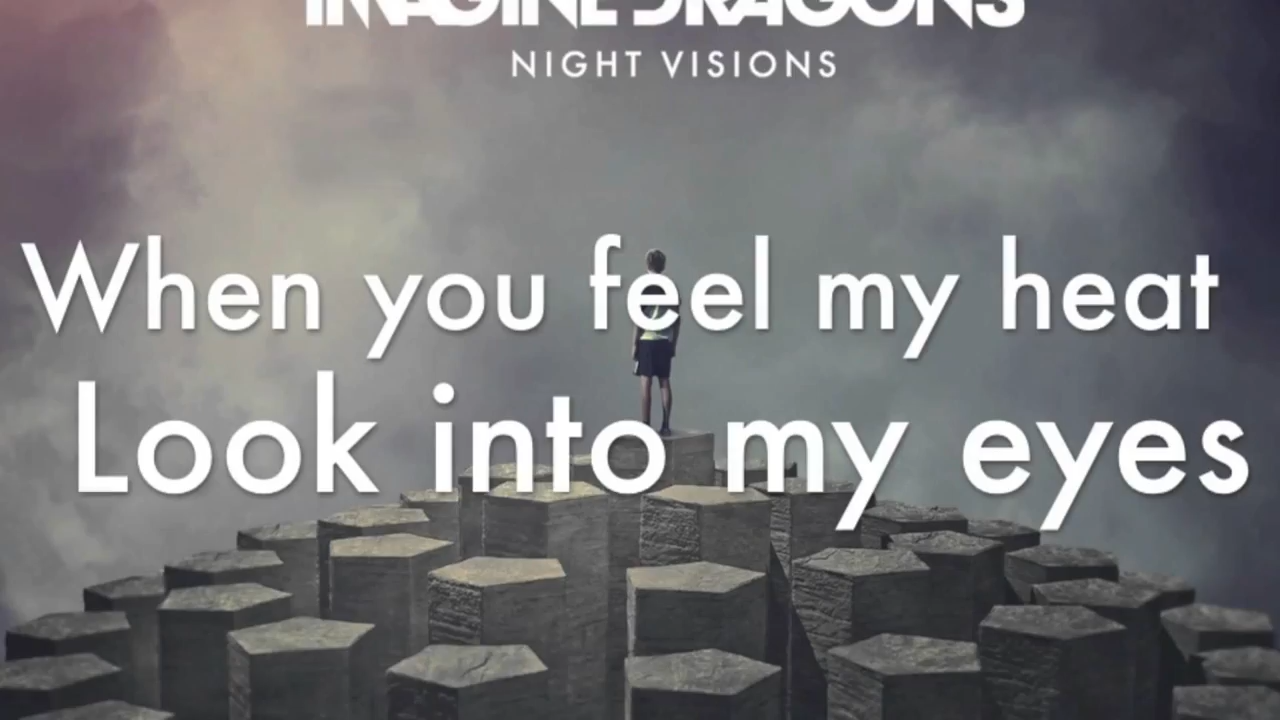 IMAGINE DRAGONS
NIGHT VISIONS
When you feel my heat
Look into my eyes